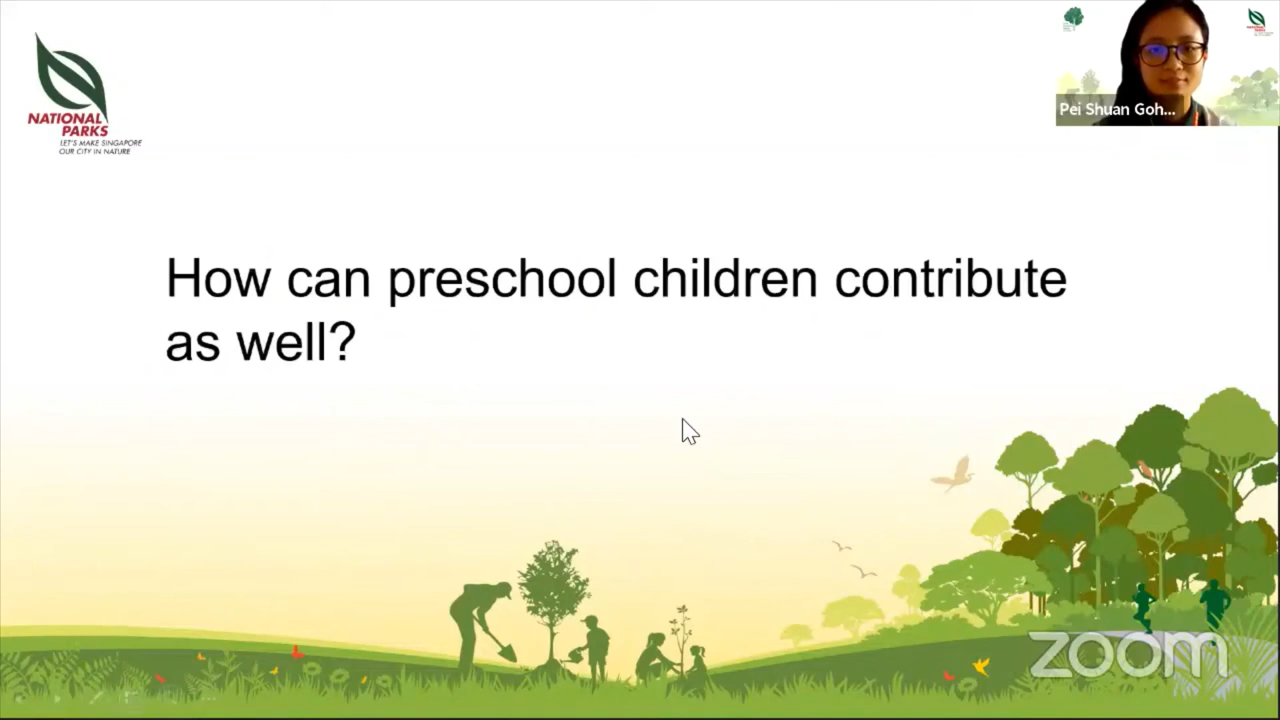 NATIONAL
PARKS
LET'S MAKE SINGAPORE
OUR CITY IN NATURE
Pei Shuan Goh...
How can preschool children contribute
as well?
zoom